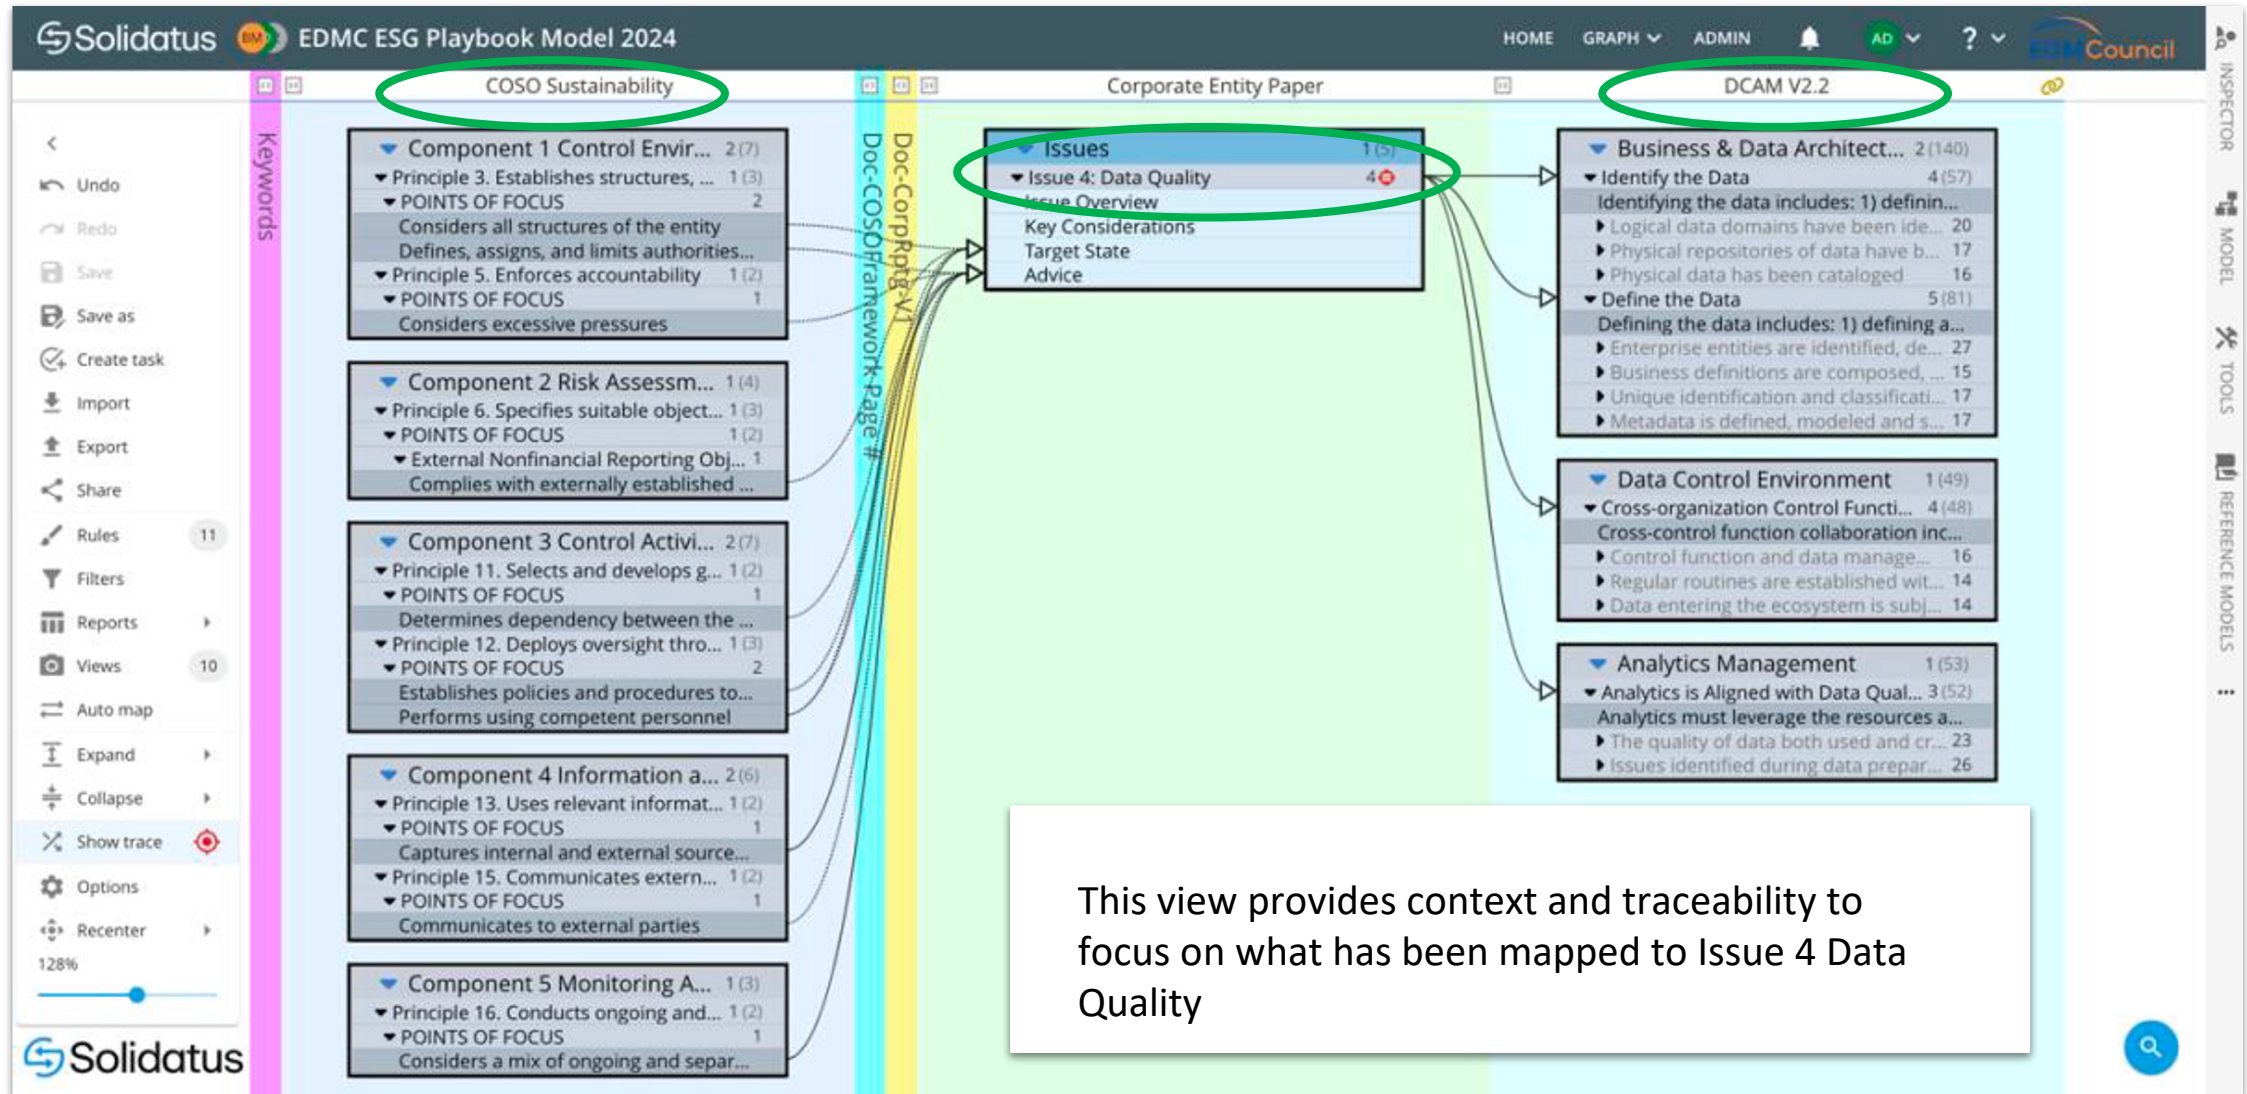 Solidatus
BM
EDMC ESG Playbook Model 2024
HOME
GRAPH
ADMIN
AD
?
Council
COSO Sustainability
Corporate Entity Paper
DCAM V2.2
Undo
Redo
Save
Save as
Create task
Import
Export
Share
Rules 11
Filters
Reports
Views 10
Auto map
Expand
Collapse
Show trace
Options
Recenter
128%
Solidatus
Keywords
Component 1 Control Envir... 2 (7)
Principle 3. Establishes structures, ... 1 (3)
POINTS OF FOCUS 2
Considers all structures of the entity
Defines, assigns, and limits authorities...
Principle 5. Enforces accountability 1 (2)
POINTS OF FOCUS 1
Considers excessive pressures
Component 2 Risk Assessm... 1 (4)
Principle 6. Specifies suitable object... 1 (3)
POINTS OF FOCUS 1 (2)
External Nonfinancial Reporting Obj... 1
Complies with externally established ...
Component 3 Control Activi... 2 (7)
Principle 11. Selects and develops g... 1 (2)
POINTS OF FOCUS 1
Determines dependency between the ...
Principle 12. Deploys oversight thro... 1 (3)
POINTS OF FOCUS 2
Establishes policies and procedures to...
Performs using competent personnel
Component 4 Information a... 2 (6)
Principle 13. Uses relevant informat... 1 (2)
POINTS OF FOCUS 1
Captures internal and external source...
Principle 15. Communicates extern... 1 (2)
POINTS OF FOCUS 1
Communicates to external parties
Component 5 Monitoring A... 1 (3)
Principle 16. Conducts ongoing and... 1 (2)
POINTS OF FOCUS 1
Considers a mix of ongoing and separ...
Doc-COSOFramework-Page #
Doc-CorpRptg-V1
Issues 1 (5)
Issue 4: Data Quality 4
Issue Overview
Key Considerations
Target State
Advice
Business & Data Architect... 2 (140)
Identify the Data 4 (57)
Identifying the data includes: 1) definin...
Logical data domains have been ide... 20
Physical repositories of data have b... 17
Physical data has been cataloged 16
Define the Data 5 (81)
Defining the data includes: 1) defining a...
Enterprise entities are identified, de... 27
Business definitions are composed, ... 15
Unique identification and classificati... 17
Metadata is defined, modeled and s... 17
Data Control Environment 1 (49)
Cross-organization Control Functi... 4 (48)
Cross-control function collaboration inc...
Control function and data manage... 16
Regular routines are established wit... 14
Data entering the ecosystem is subj... 14
Analytics Management 1 (53)
Analytics is Aligned with Data Qual... 3 (52)
Analytics must leverage the resources a...
The quality of data both used and cr... 23
Issues identified during data prepar... 26
This view provides context and traceability to
focus on what has been mapped to Issue 4 Data
Quality
INSPECTOR
MODEL
TOOLS
REFERENCE MODELS